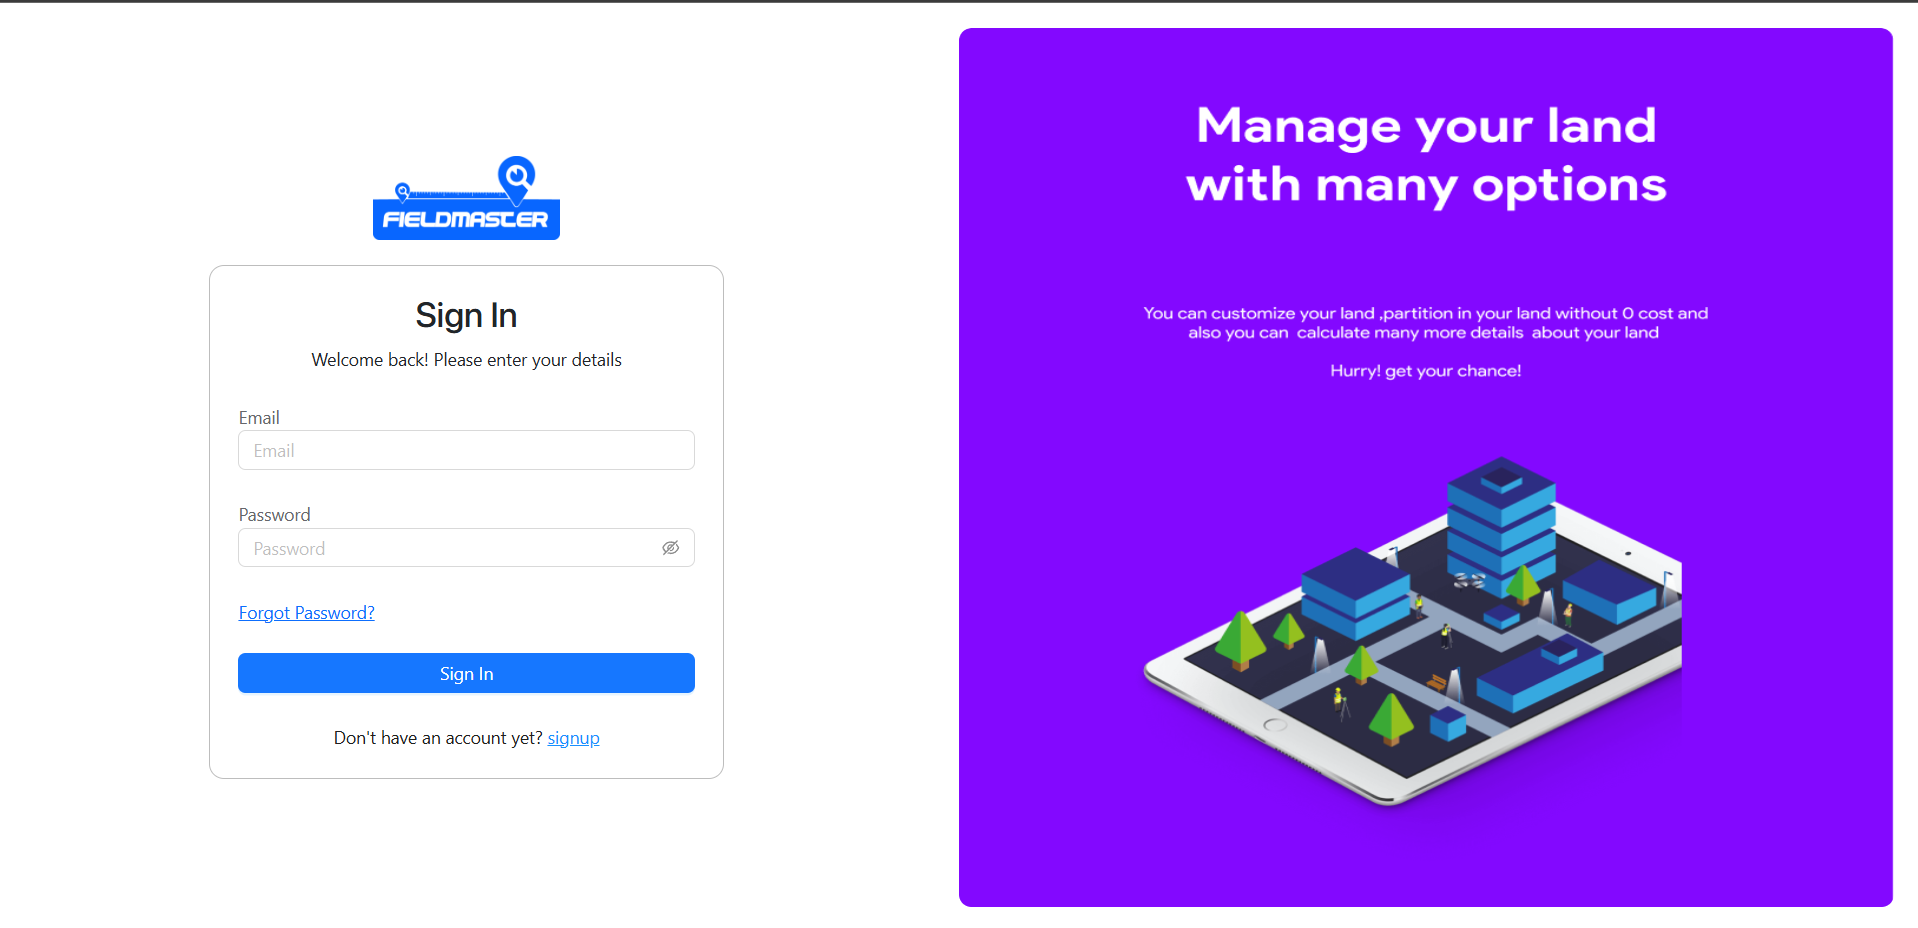 FIELDMASTER
Sign In
Welcome back! Please enter your details
Email
Email
Password
Password
Forgot Password?
Sign In
Don't have an account yet? signup
Manage your land
with many options
You can customize your land ,partition in your land without 0 cost and
also you can calculate many more details about your land
Hurry! get your chance!